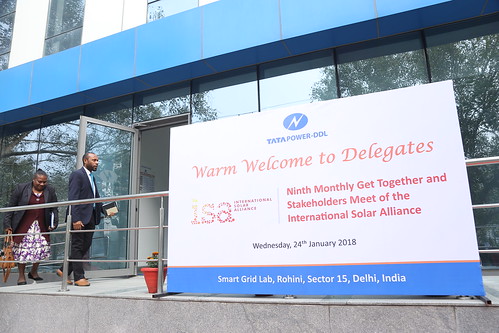 TATA POWER-DDL
Warm Welcome to Delegates
isa INTERNATIONAL
SOLAR
ALLIANCE
Ninth Monthly Get Together and
Stakeholders Meet of the
International Solar Alliance
Wednesday, 24th January 2018
Smart Grid Lab, Rohini, Sector 15, Delhi, India